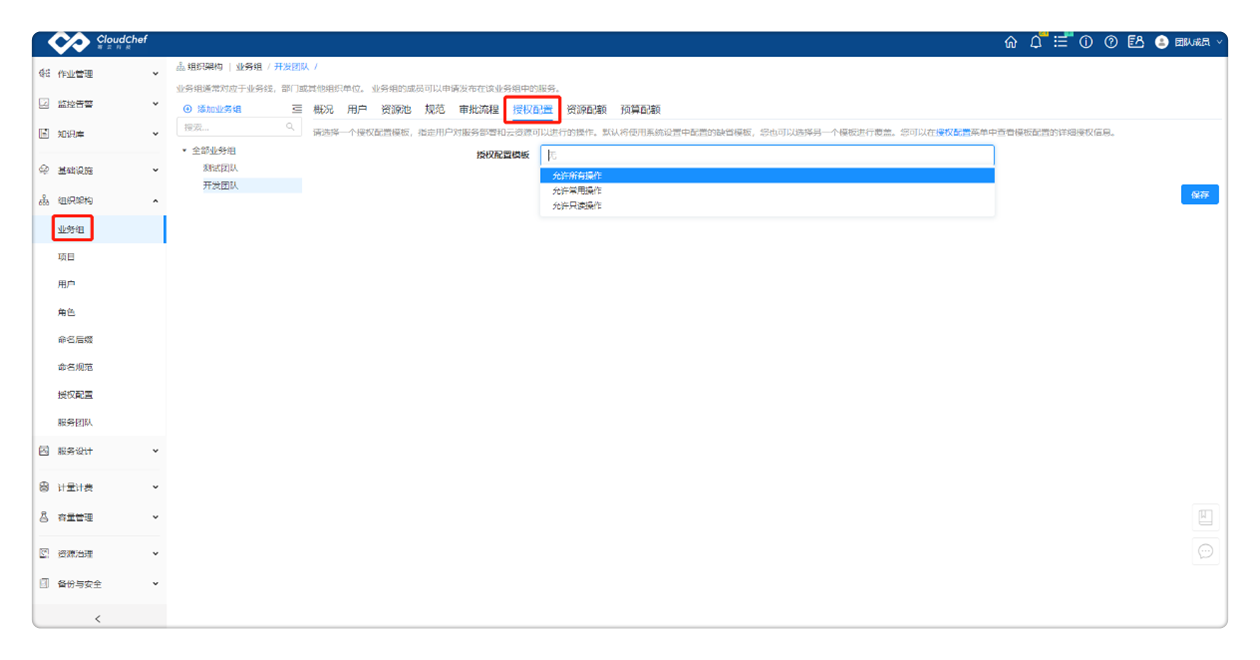 CloudChef
团队成员
作业管理
监控告警
知识库
基础设施
组织架构
业务组
项目
用户
角色
命名后缀
命名规范
授权配置
服务团队
服务设计
计量计费
容量管理
资源治理
备份与安全
组织架构 | 业务组 / 开发团队 /
业务组通常对应于业务线，部门或其他组织单位。 业务组的成员可以申请发布在该业务组中的服务。
添加业务组
搜索...
全部业务组
测试团队
开发团队
概况 用户 资源池 规范 审批流程 授权配置 资源配额 预算配额
请选择一个授权配置模板，指定用户对服务部署和云资源可以进行的操作。默认将使用系统设置中配置的缺省模板，您也可以选择另一个模板进行覆盖。您可以在授权配置菜单中查看模板配置的详细授权信息。
授权配置模板
允许所有操作
允许常用操作
允许只读操作
保存